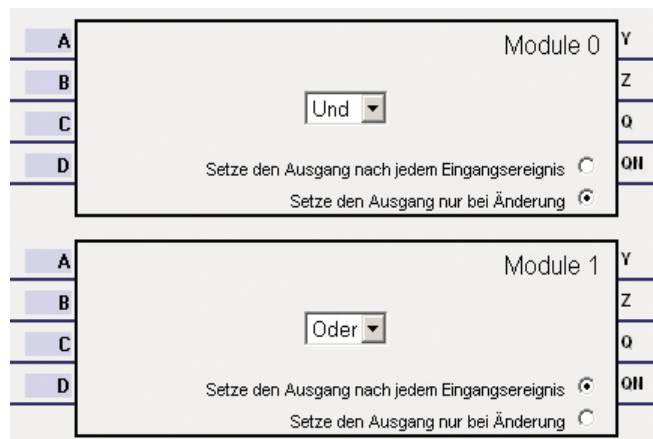 A Module 0 Y
B Z
Und
C Q
D Setze den Ausgang nach jedem Eingangsereignis QN
Setze den Ausgang nur bei Änderung
A Module 1 Y
B Z
Oder
C Q
D Setze den Ausgang nach jedem Eingangsereignis QN
Setze den Ausgang nur bei Änderung